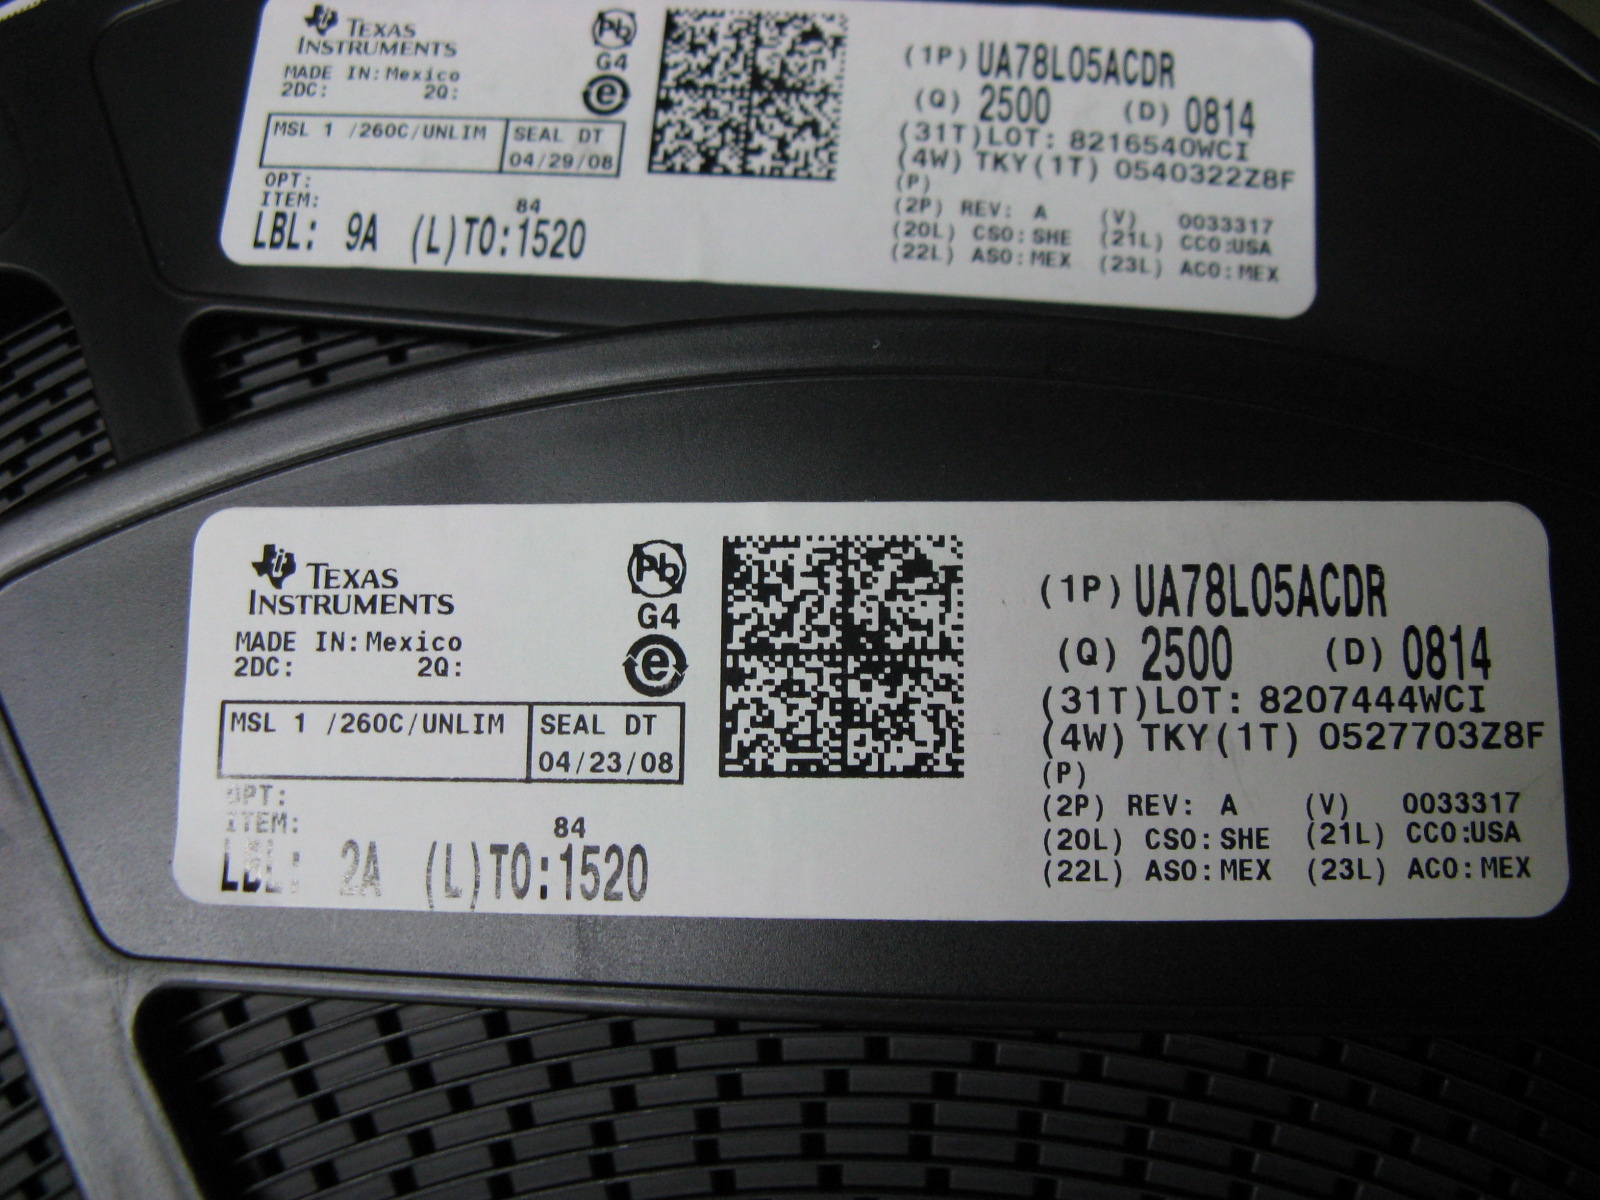 TEXAS
INSTRUMENTS
MADE IN: Mexico
2DC: 2Q:
Pb
G4
e
MSL 1 /260C/UNLIM SEAL DT
04/29/08
OPT:
ITEM:
84
LBL: 9A (L)TO:1520
(1P) UA78L05ACDR
(Q) 2500 (D) 0814
(31T)LOT: 8216540WCI
(4W) TKY(1T) 0540322Z8F
(P)
(2P) REV: A (V) 0033317
(20L) CSO:SHE (21L) CCO:USA
(22L) ASO:MEX (23L) ACO:MEX
TEXAS
INSTRUMENTS
MADE IN: Mexico
2DC: 2Q:
Pb
G4
e
MSL 1 /260C/UNLIM SEAL DT
04/23/08
OPT:
ITEM:
84
LBL: 2A (L)TO:1520
(1P) UA78L05ACDR
(Q) 2500 (D) 0814
(31T)LOT: 8207444WCI
(4W) TKY(1T) 0527703Z8F
(P)
(2P) REV: A (V) 0033317
(20L) CSO:SHE (21L) CCO:USA
(22L) ASO:MEX (23L) ACO:MEX